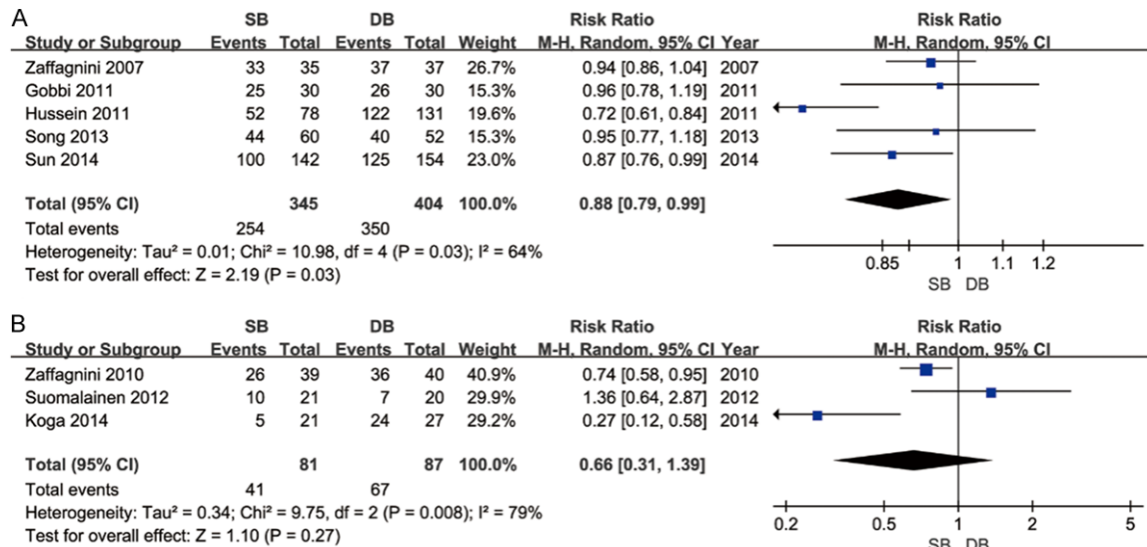 A
SB DB Risk Ratio Risk Ratio
Study or Subgroup Events Total Events Total Weight M-H. Random. 95% CI Year M-H. Random. 95% CI
Zaffagnini 2007 33 35 37 37 26.7% 0.94 [0.86, 1.04] 2007
Gobbi 2011 25 30 26 30 15.3% 0.96 [0.78, 1.19] 2011
Hussein 2011 52 78 122 131 19.6% 0.72 [0.61, 0.84] 2011
Song 2013 44 60 40 52 15.3% 0.95 [0.77, 1.18] 2013
Sun 2014 100 142 125 154 23.0% 0.87 [0.76, 0.99] 2014
Total (95% CI) 345 404 100.0% 0.88 [0.79, 0.99]
Total events 254 350
Heterogeneity: Tau² = 0.01; Chi² = 10.98, df = 4 (P = 0.03); I² = 64%
Test for overall effect: Z = 2.19 (P = 0.03)
0.85 1 1.1 1.2
SB DB
B
SB DB Risk Ratio Risk Ratio
Study or Subgroup Events Total Events Total Weight M-H. Random. 95% CI Year M-H. Random. 95% CI
Zaffagnini 2010 26 39 36 40 40.9% 0.74 [0.58, 0.95] 2010
Suomalainen 2012 10 21 7 20 29.9% 1.36 [0.64, 2.87] 2012
Koga 2014 5 21 24 27 29.2% 0.27 [0.12, 0.58] 2014
Total (95% CI) 81 87 100.0% 0.66 [0.31, 1.39]
Total events 41 67
Heterogeneity: Tau² = 0.34; Chi² = 9.75, df = 2 (P = 0.008); I² = 79%
Test for overall effect: Z = 1.10 (P = 0.27)
0.2 0.5 1 2 5
SB DB